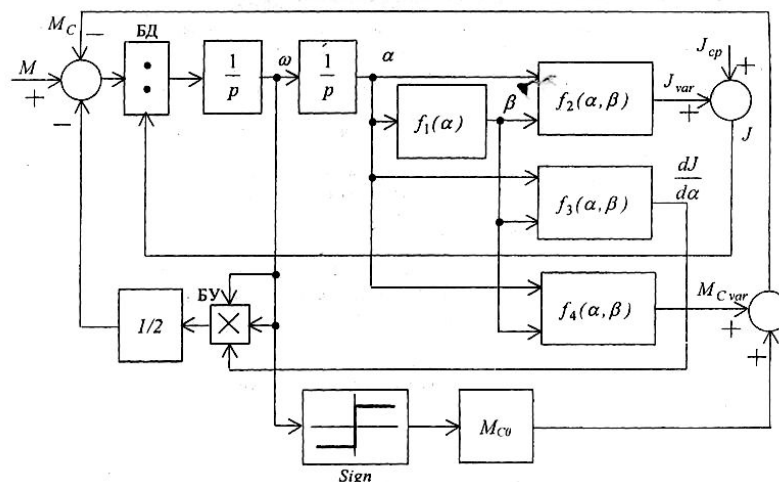 M_C −
БД
M
+
−
1/p
ω
1/p
α
f_1(α)
β
f_2(α,β)
J_var
+
J_cp
+
J
f_3(α,β)
dJ/dα
f_4(α,β)
M_C var
+
+
БУ
×
1/2
Sign
M_C0